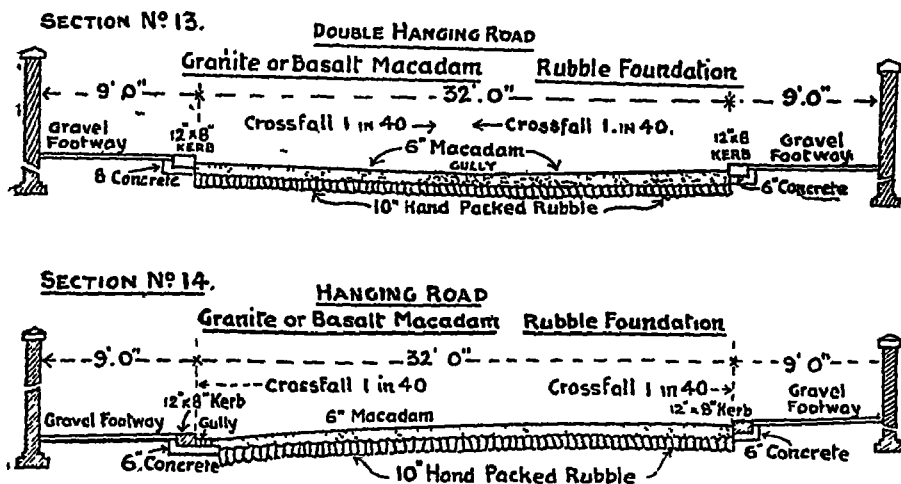 SECTION Nº 13.
DOUBLE HANGING ROAD
Granite or Basalt Macadam Rubble Foundation
9' 0" 32'. 0" 9'. 0"
Crossfall 1 in 40 Crossfall 1. in 40.
Gravel Footway
12" x 8" KERB
6" Macadam
GULLY
12" x 8 KERB
Gravel Footway
8 Concrete
6" Concrete
10" Hand Packed Rubble
SECTION Nº 14.
HANGING ROAD
Granite or Basalt Macadam Rubble Foundation
9'. 0" 32' 0" 9' 0"
Crossfall 1 in 40 Crossfall 1 in 40
12" x 8" Kerb
Gravel Footway
Gully
6" Macadam
12" x 8" Kerb
Gravel Footway
6" Concrete
6" Concrete
10" Hand Packed Rubble